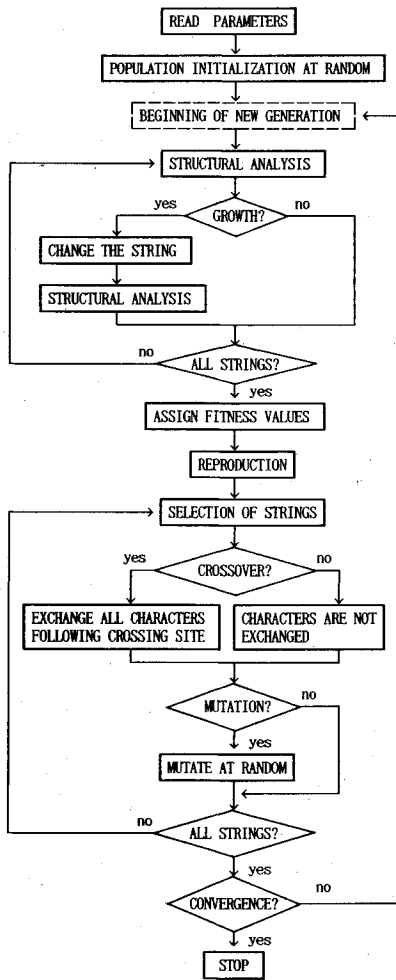 READ PARAMETERS
POPULATION INITIALIZATION AT RANDOM
BEGINNING OF NEW GENERATION
STRUCTURAL ANALYSIS
yes
GROWTH?
no
CHANGE THE STRING
STRUCTURAL ANALYSIS
no
ALL STRINGS?
yes
ASSIGN FITNESS VALUES
REPRODUCTION
SELECTION OF STRINGS
yes
CROSSOVER?
no
EXCHANGE ALL CHARACTERS
FOLLOWING CROSSING SITE
CHARACTERS ARE NOT
EXCHANGED
MUTATION?
no
yes
MUTATE AT RANDOM
no
ALL STRINGS?
yes
CONVERGENCE?
no
yes
STOP